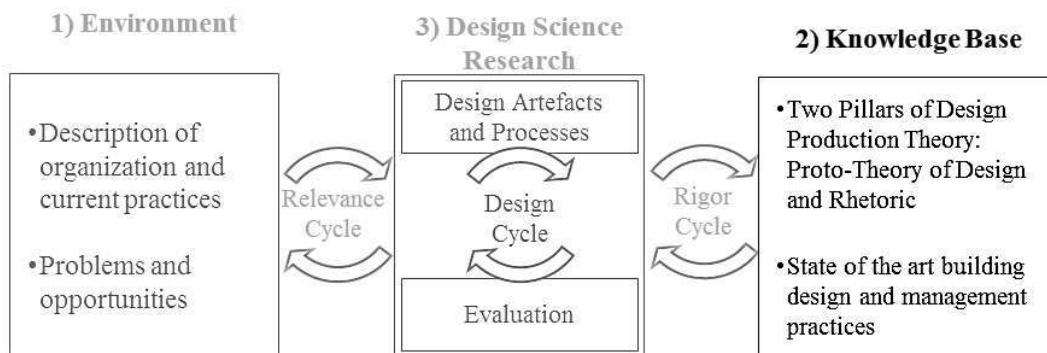 1) Environment
•Description of
organization and
current practices
•Problems and
opportunities
Relevance
Cycle
3) Design Science
Research
Design Artefacts
and Processes
Design
Cycle
Evaluation
Rigor
Cycle
2) Knowledge Base
•Two Pillars of Design
Production Theory:
Proto-Theory of Design
and Rhetoric
•State of the art building
design and management
practices